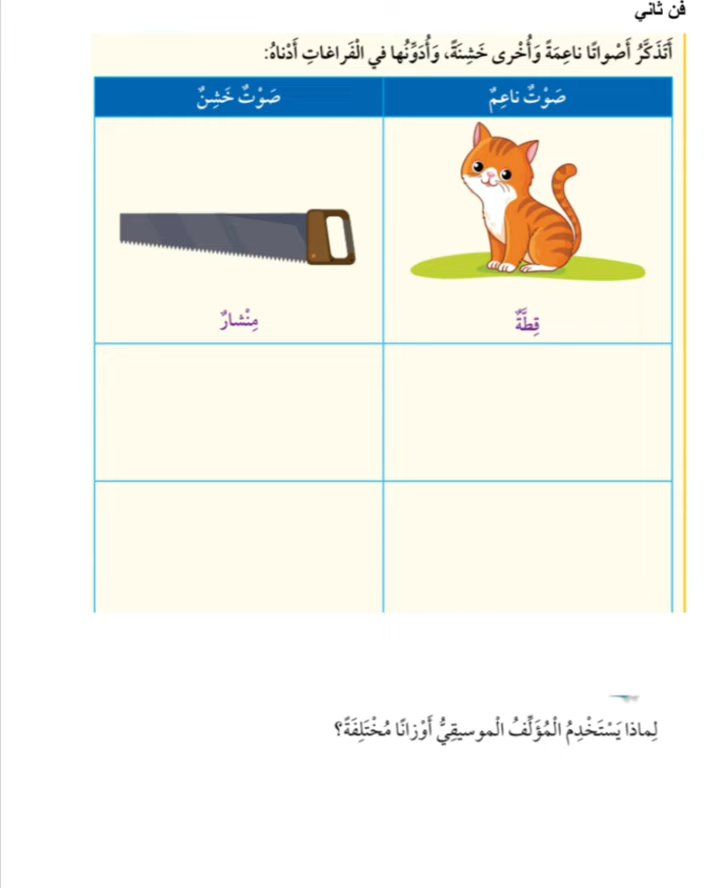 فن ثاني
أَتَذَكَّرُ أَصْواتًا ناعِمَةً وَأُخْرى خَشِنَةً، وَأُدَوِّنُها في الْفَراغاتِ أَدْناهُ:
صَوْتٌ ناعِمٌ
صَوْتٌ خَشِنٌ
قِطَّةٌ
مِنْشارٌ
لِماذا يَسْتَخْدِمُ الْمُؤَلِّفُ الْموسيقِيُّ أَوْزانًا مُخْتَلِفَةً؟